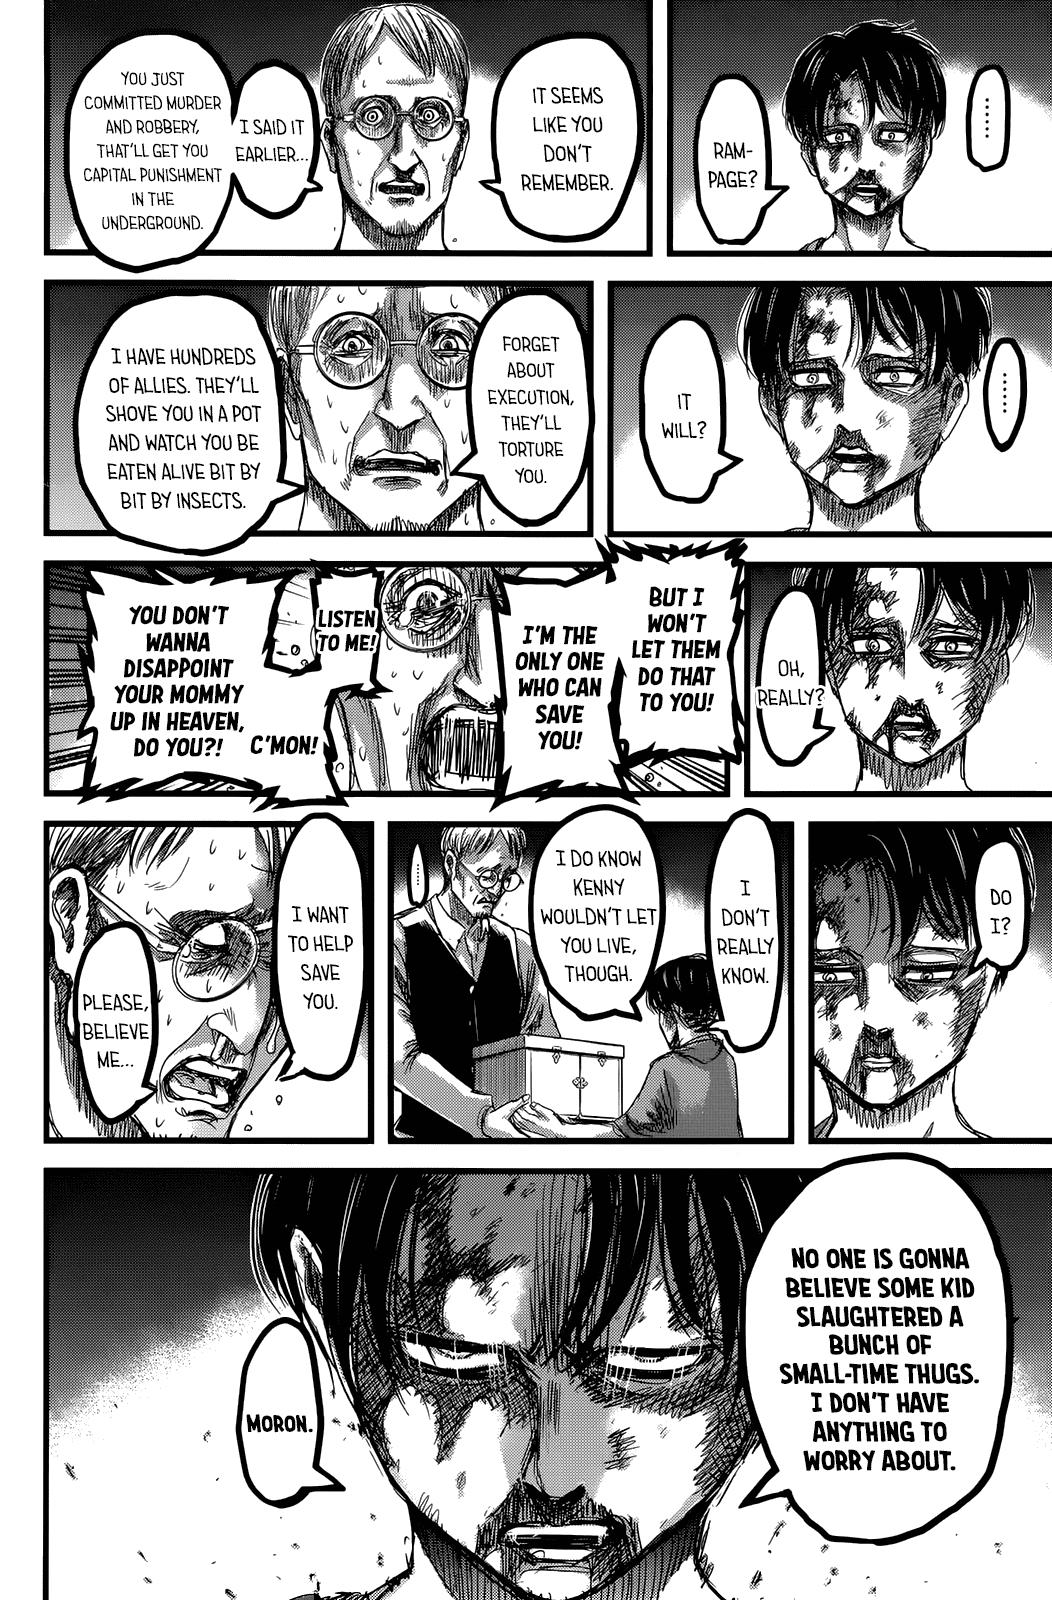 .......
RAM-
PAGE?
IT SEEMS
LIKE YOU
DON'T
REMEMBER.
I SAID IT
EARLIER...
YOU JUST
COMMITTED MURDER
AND ROBBERY,
THAT'LL GET YOU
CAPITAL PUNISHMENT
IN THE
UNDERGROUND.
.......
IT
WILL?
FORGET
ABOUT
EXECUTION,
THEY'LL
TORTURE
YOU.
I HAVE HUNDREDS
OF ALLIES. THEY'LL
SHOVE YOU IN A POT
AND WATCH YOU BE
EATEN ALIVE BIT BY
BIT BY INSECTS.
OH,
REALLY?
BUT I
WON'T
LET THEM
DO THAT
TO YOU!
I'M THE
ONLY ONE
WHO CAN
SAVE
YOU!
LISTEN
TO ME!
C'MON!
YOU DON'T
WANNA
DISAPPOINT
YOUR MOMMY
UP IN HEAVEN,
DO YOU?!
DO
I?
I
DON'T
REALLY
KNOW.
I DO KNOW
KENNY
WOULDN'T LET
YOU LIVE,
THOUGH.
.....
I WANT
TO HELP
SAVE
YOU.
PLEASE,
BELIEVE
ME...
NO ONE IS GONNA
BELIEVE SOME KID
SLAUGHTERED A
BUNCH OF
SMALL-TIME THUGS.
I DON'T HAVE
ANYTHING TO
WORRY ABOUT.
MORON.